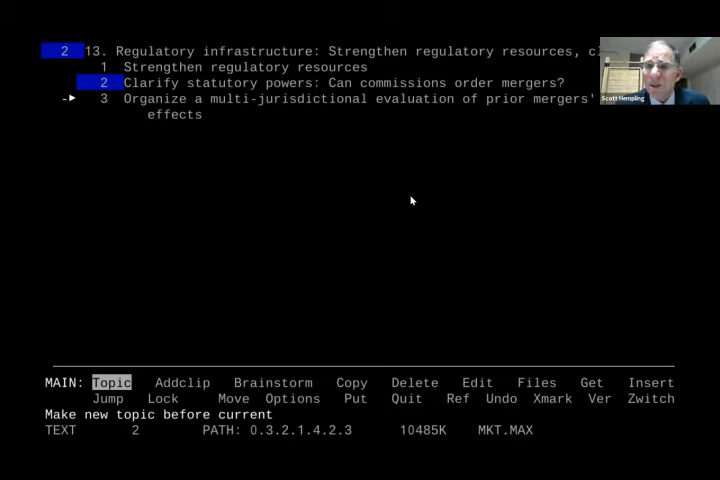 2 13. Regulatory infrastructure: Strengthen regulatory resources,
1 Strengthen regulatory resources
2 Clarify statutory powers: Can commissions order mergers?
3 Organize a multi-jurisdictional evaluation of prior mergers'
effects
Scott Hempling
MAIN: Topic Addclip Brainstorm Copy Delete Edit Files Get Insert
Jump Lock Move Options Put Quit Ref Undo Xmark Ver Zwitch
Make new topic before current
TEXT 2 PATH: 0.3.2.1.4.2.3 10485K MKT.MAX